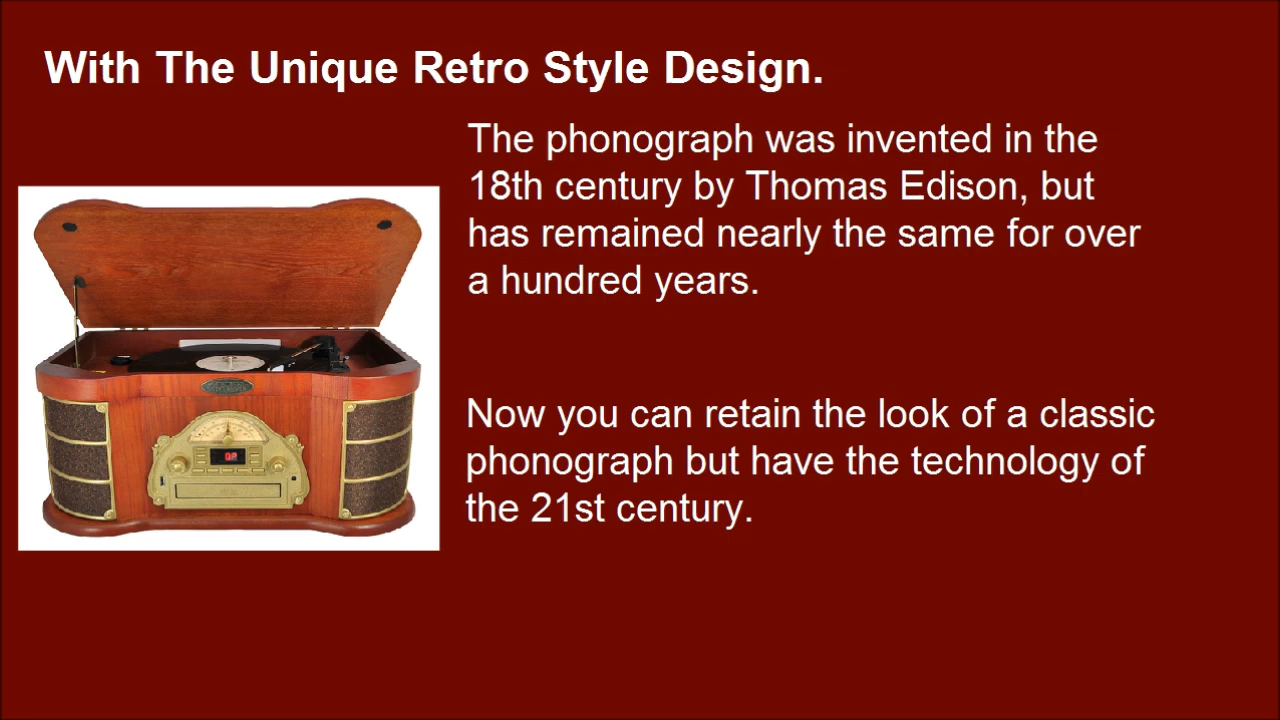 With The Unique Retro Style Design.
The phonograph was invented in the
18th century by Thomas Edison, but
has remained nearly the same for over
a hundred years.
Now you can retain the look of a classic
phonograph but have the technology of
the 21st century.